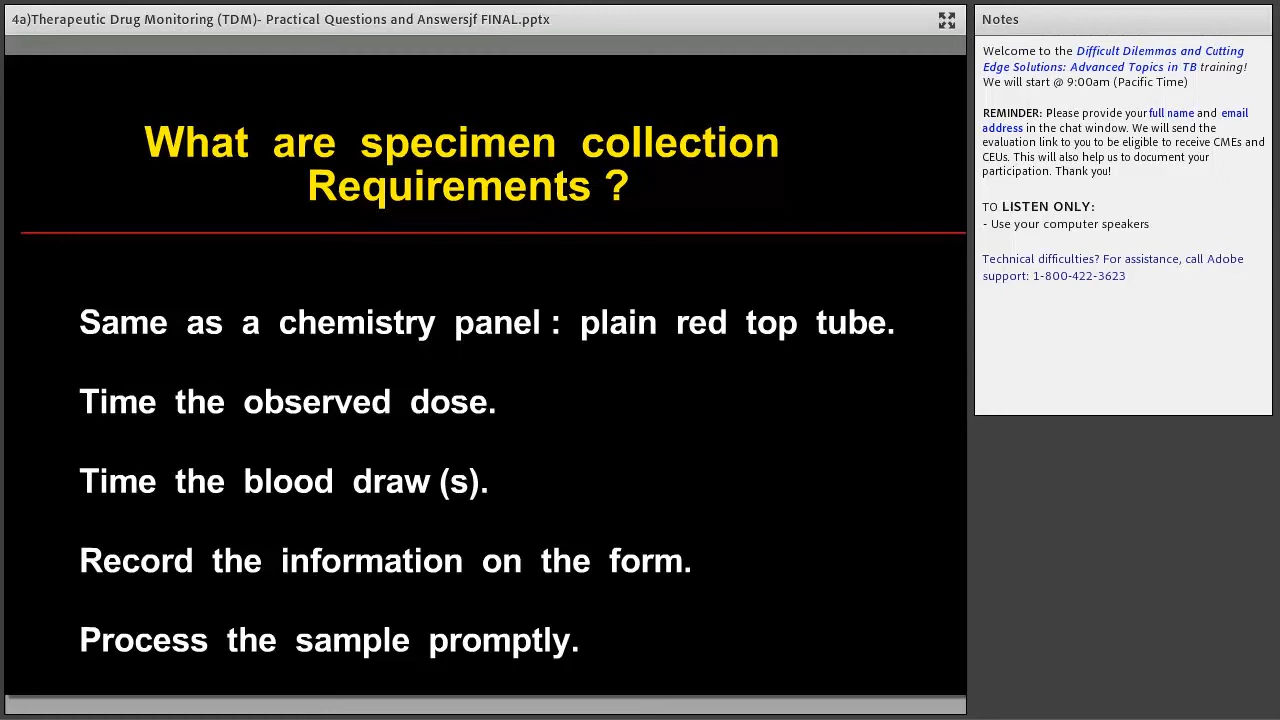 4a)Therapeutic Drug Monitoring (TDM)- Practical Questions and Answersjf FINAL.pptx
What are specimen collection
Requirements ?
Same as a chemistry panel : plain red top tube.
Time the observed dose.
Time the blood draw (s).
Record the information on the form.
Process the sample promptly.
Notes
Welcome to the Difficult Dilemmas and Cutting
Edge Solutions: Advanced Topics in TB training!
We will start @ 9:00am (Pacific Time)
REMINDER: Please provide your full name and email
address in the chat window. We will send the
evaluation link to you to be eligible to receive CMEs and
CEUs. This will also help us to document your
participation. Thank you!
TO LISTEN ONLY:
- Use your computer speakers
Technical difficulties? For assistance, call Adobe
support: 1-800-422-3623